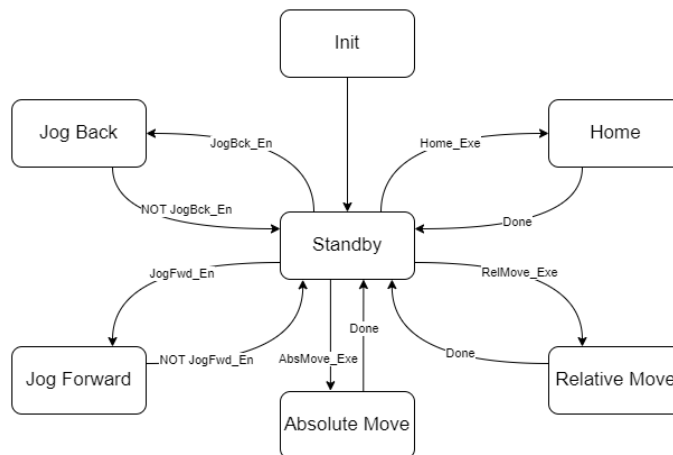 Init
Jog Back
JogBck_En
Home_Exe
Home
NOT JogBck_En
Done
Standby
JogFwd_En
RelMove_Exe
Done
NOT JogFwd_En
AbsMove_Exe
Done
Jog Forward
Absolute Move
Relative Move